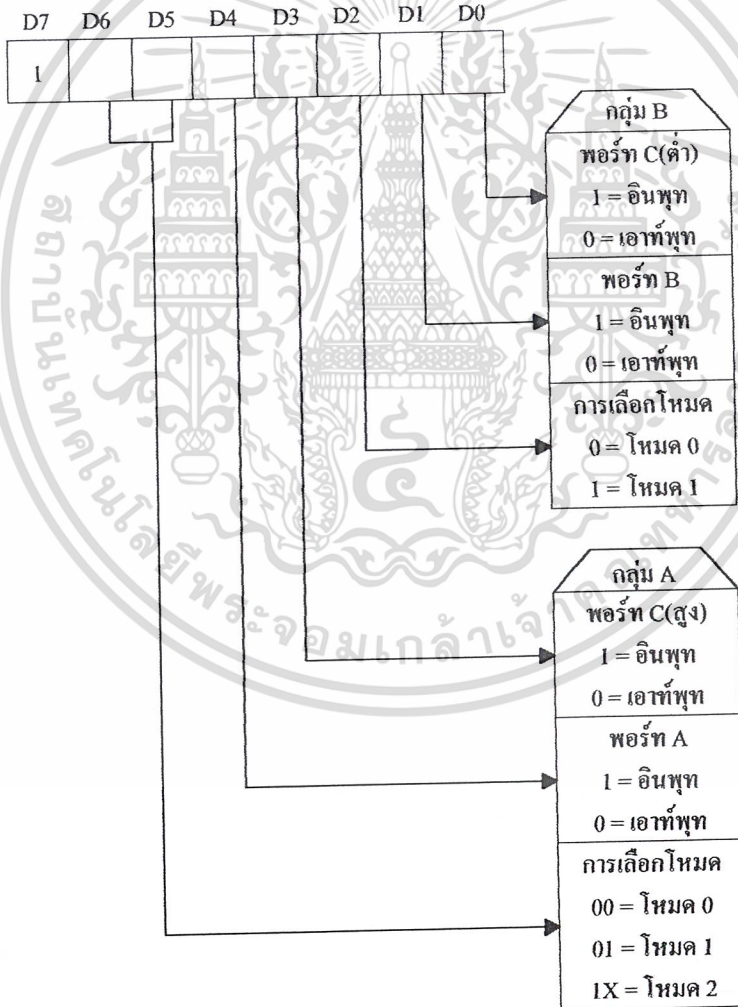 D7 D6 D5 D4 D3 D2 D1 D0
1
กลุ่ม B
พอร์ท C(ต่ำ)
1 = อินพุท
0 = เอาท์พุท
พอร์ท B
1 = อินพุท
0 = เอาท์พุท
การเลือกโหมด
0 = โหมด 0
1 = โหมด 1
กลุ่ม A
พอร์ท C(สูง)
1 = อินพุท
0 = เอาท์พุท
พอร์ท A
1 = อินพุท
0 = เอาท์พุท
การเลือกโหมด
00 = โหมด 0
01 = โหมด 1
1X = โหมด 2